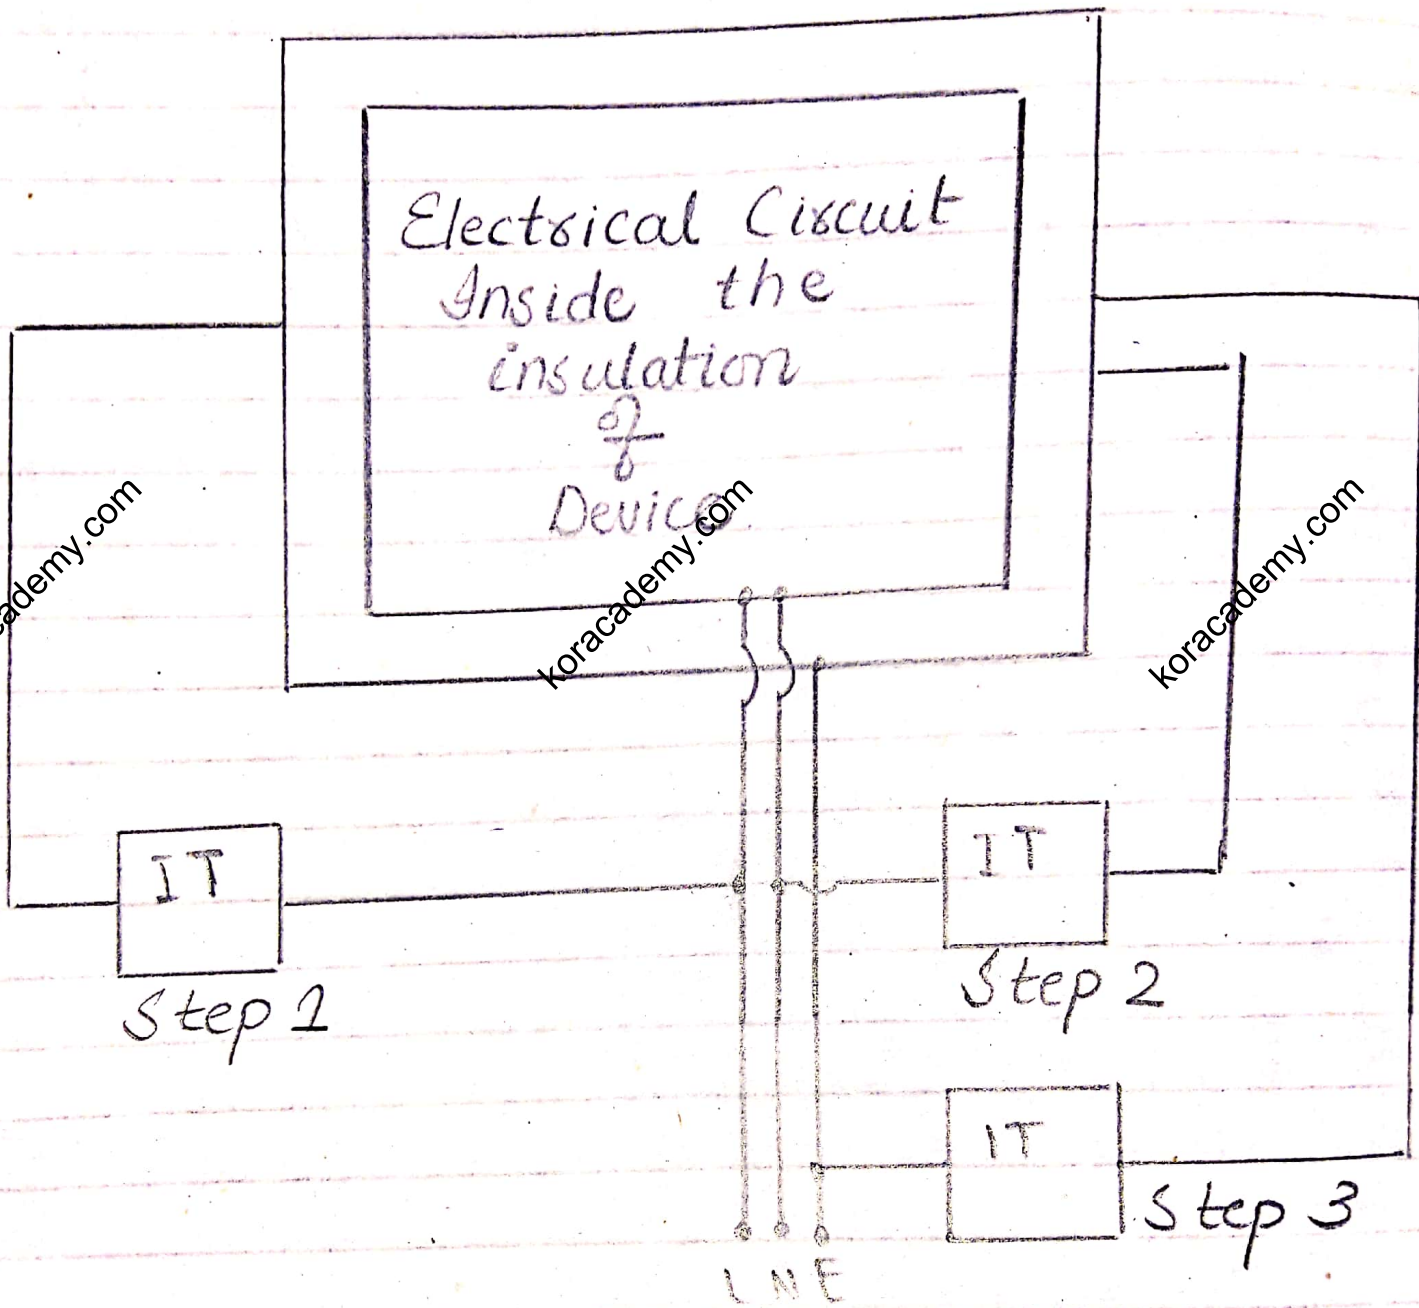 Electrical Circuit
Inside the
insulation
of
Device.
koracademy.com
koracademy.com
koracademy.com
IT
Step 1
IT
Step 2
IT
Step 3
L N E